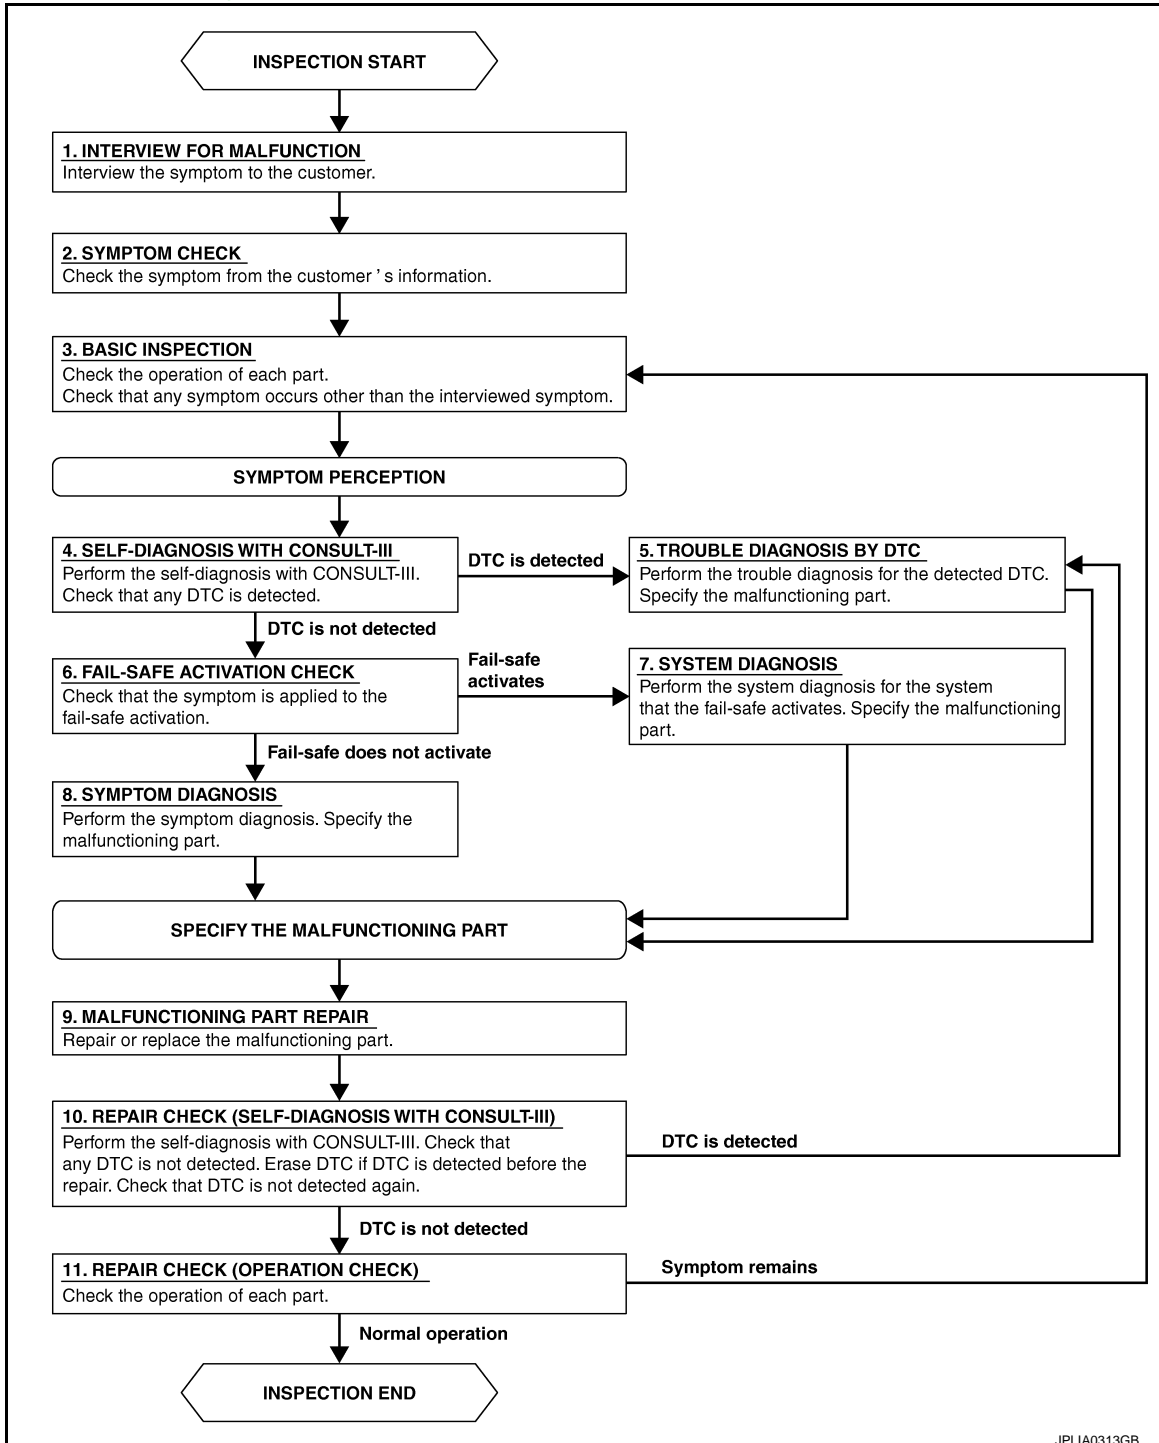 INSPECTION START
1. INTERVIEW FOR MALFUNCTION
Interview the symptom to the customer.
2. SYMPTOM CHECK
Check the symptom from the customer ' s information.
3. BASIC INSPECTION
Check the operation of each part.
Check that any symptom occurs other than the interviewed symptom.
SYMPTOM PERCEPTION
4. SELF-DIAGNOSIS WITH CONSULT-III
Perform the self-diagnosis with CONSULT-III.
Check that any DTC is detected.
DTC is detected
5. TROUBLE DIAGNOSIS BY DTC
Perform the trouble diagnosis for the detected DTC.
Specify the malfunctioning part.
DTC is not detected
6. FAIL-SAFE ACTIVATION CHECK
Check that the symptom is applied to the
fail-safe activation.
Fail-safe
activates
7. SYSTEM DIAGNOSIS
Perform the system diagnosis for the system
that the fail-safe activates. Specify the malfunctioning
part.
Fail-safe does not activate
8. SYMPTOM DIAGNOSIS
Perform the symptom diagnosis. Specify the
malfunctioning part.
SPECIFY THE MALFUNCTIONING PART
9. MALFUNCTIONING PART REPAIR
Repair or replace the malfunctioning part.
10. REPAIR CHECK (SELF-DIAGNOSIS WITH CONSULT-III)
Perform the self-diagnosis with CONSULT-III. Check that
any DTC is not detected. Erase DTC if DTC is detected before the
repair. Check that DTC is not detected again.
DTC is detected
DTC is not detected
11. REPAIR CHECK (OPERATION CHECK)
Check the operation of each part.
Symptom remains
Normal operation
INSPECTION END
JPLIA0313GB